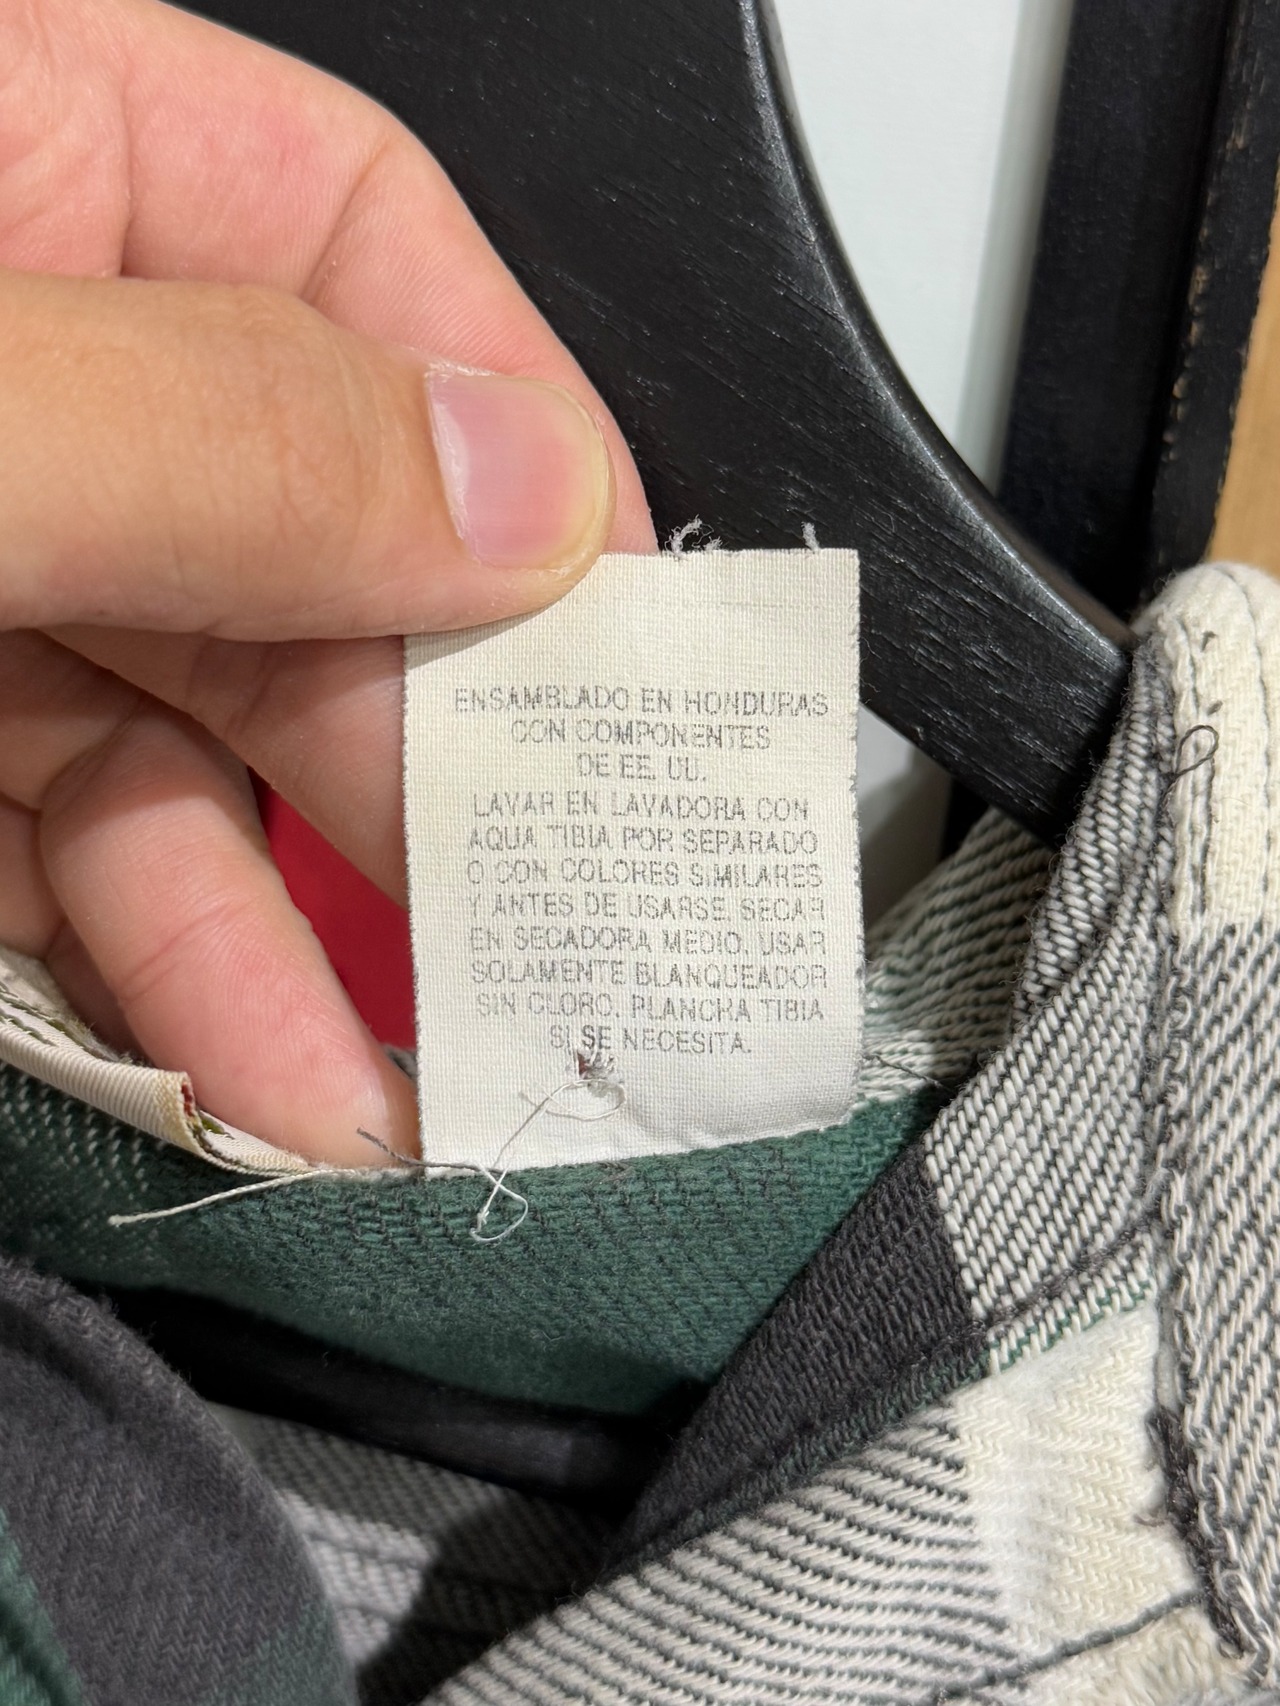 ENSAMBLADO EN HONDURAS
CON COMPONENTES
DE EE. UU.
LAVAR EN LAVADORA CON
AQUA TIBIA POR SEPARADO
O CON COLORES SIMILARES
Y ANTES DE USARSE. SECAR
EN SECADORA MEDIO. USAR
SOLAMENTE BLANQUEADOR
SIN CLORO. PLANCHA TIBIA
SI SE NECESITA.